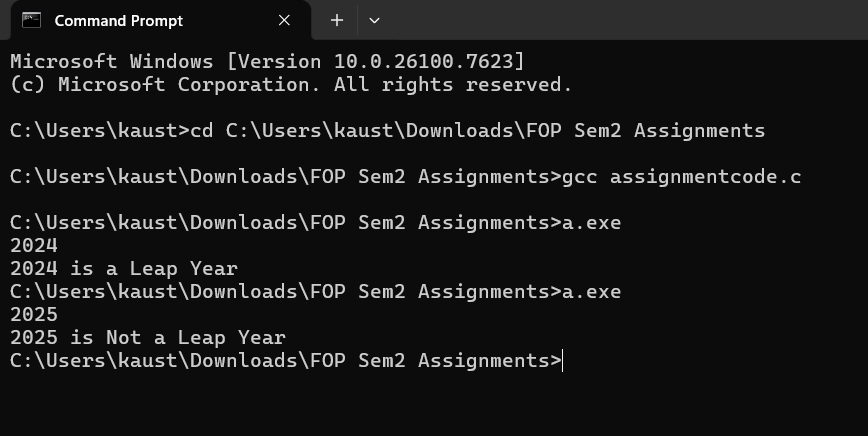 Command Prompt
Microsoft Windows [Version 10.0.26100.7623]
(c) Microsoft Corporation. All rights reserved.
C:\Users\kaust>cd C:\Users\kaust\Downloads\FOP Sem2 Assignments
C:\Users\kaust\Downloads\FOP Sem2 Assignments>gcc assignmentcode.c
C:\Users\kaust\Downloads\FOP Sem2 Assignments>a.exe
2024
2024 is a Leap Year
C:\Users\kaust\Downloads\FOP Sem2 Assignments>a.exe
2025
2025 is Not a Leap Year
C:\Users\kaust\Downloads\FOP Sem2 Assignments>